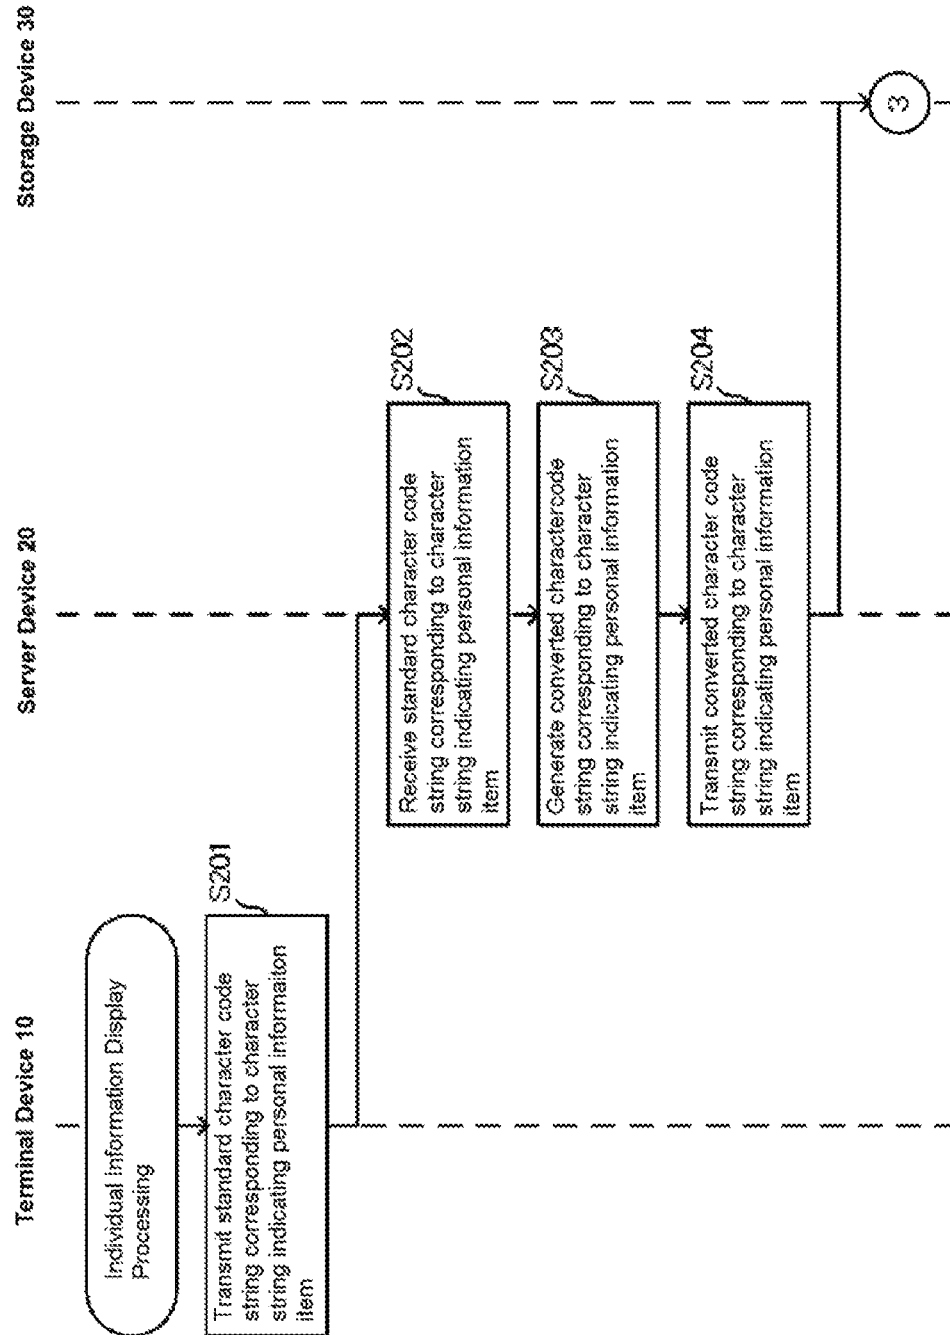 Terminal Device 10
Server Device 20
Storage Device 30
Individual Information Display
Processing
S201
Transmit standard character code
string corresponding to character
string indicating personal informaiton
item
S202
Receive standard character code
string corresponding to character
string indicating personal information
item
S203
Generate converted charactercode
string corresponding to character
string indicating personal information
item
S204
Transmit converted character code
string corresponding to character
string indicating personal information
item
3